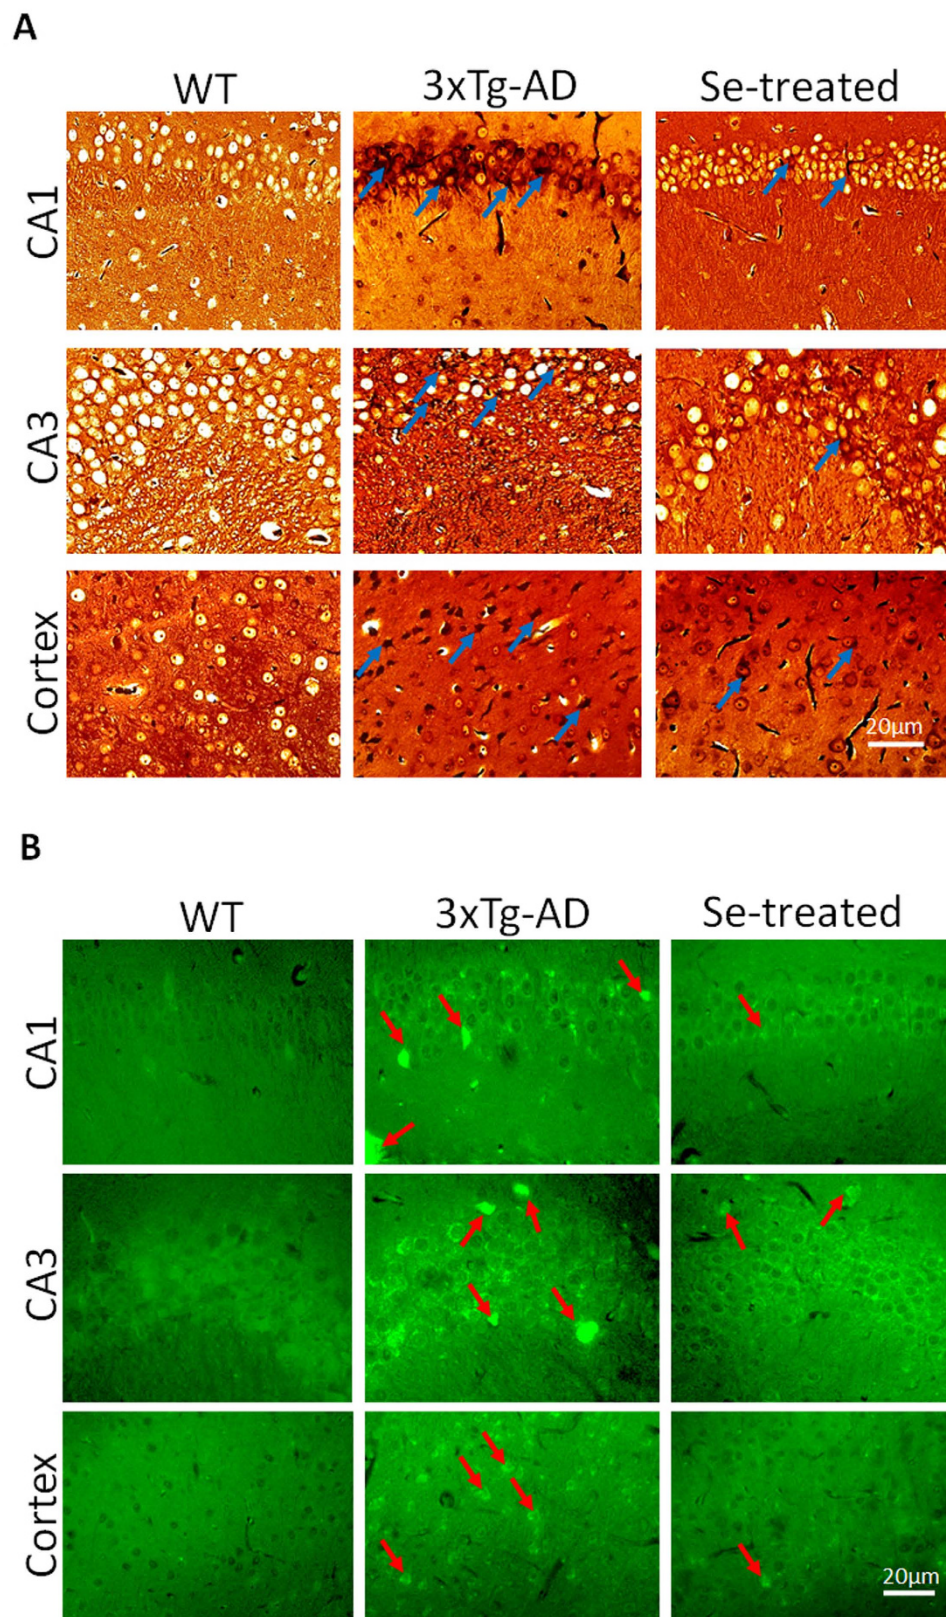 A
WT 3xTg-AD Se-treated
CA1
CA3
Cortex
20μm
B
WT 3xTg-AD Se-treated
CA1
CA3
Cortex
20μm